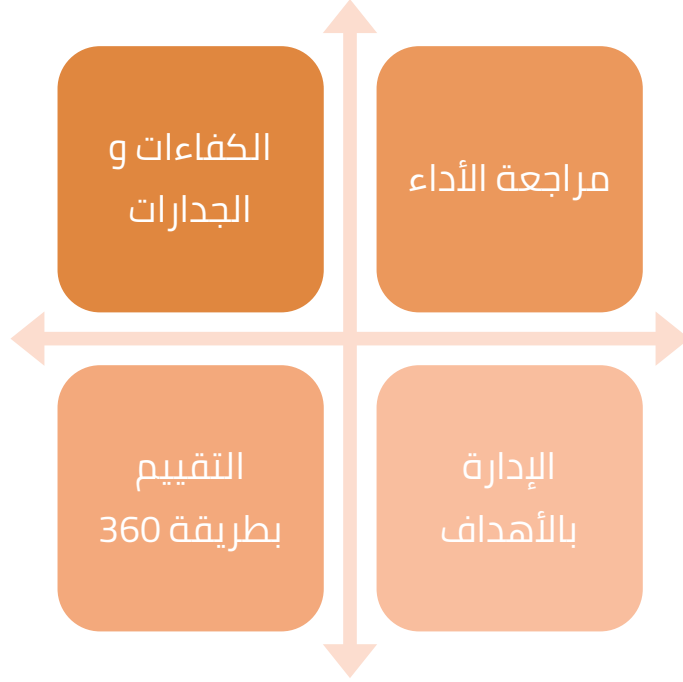 مراجعة الأداء
الكفاءات و
الجدارات
الإدارة
بالأهداف
التقييم
بطريقة 360